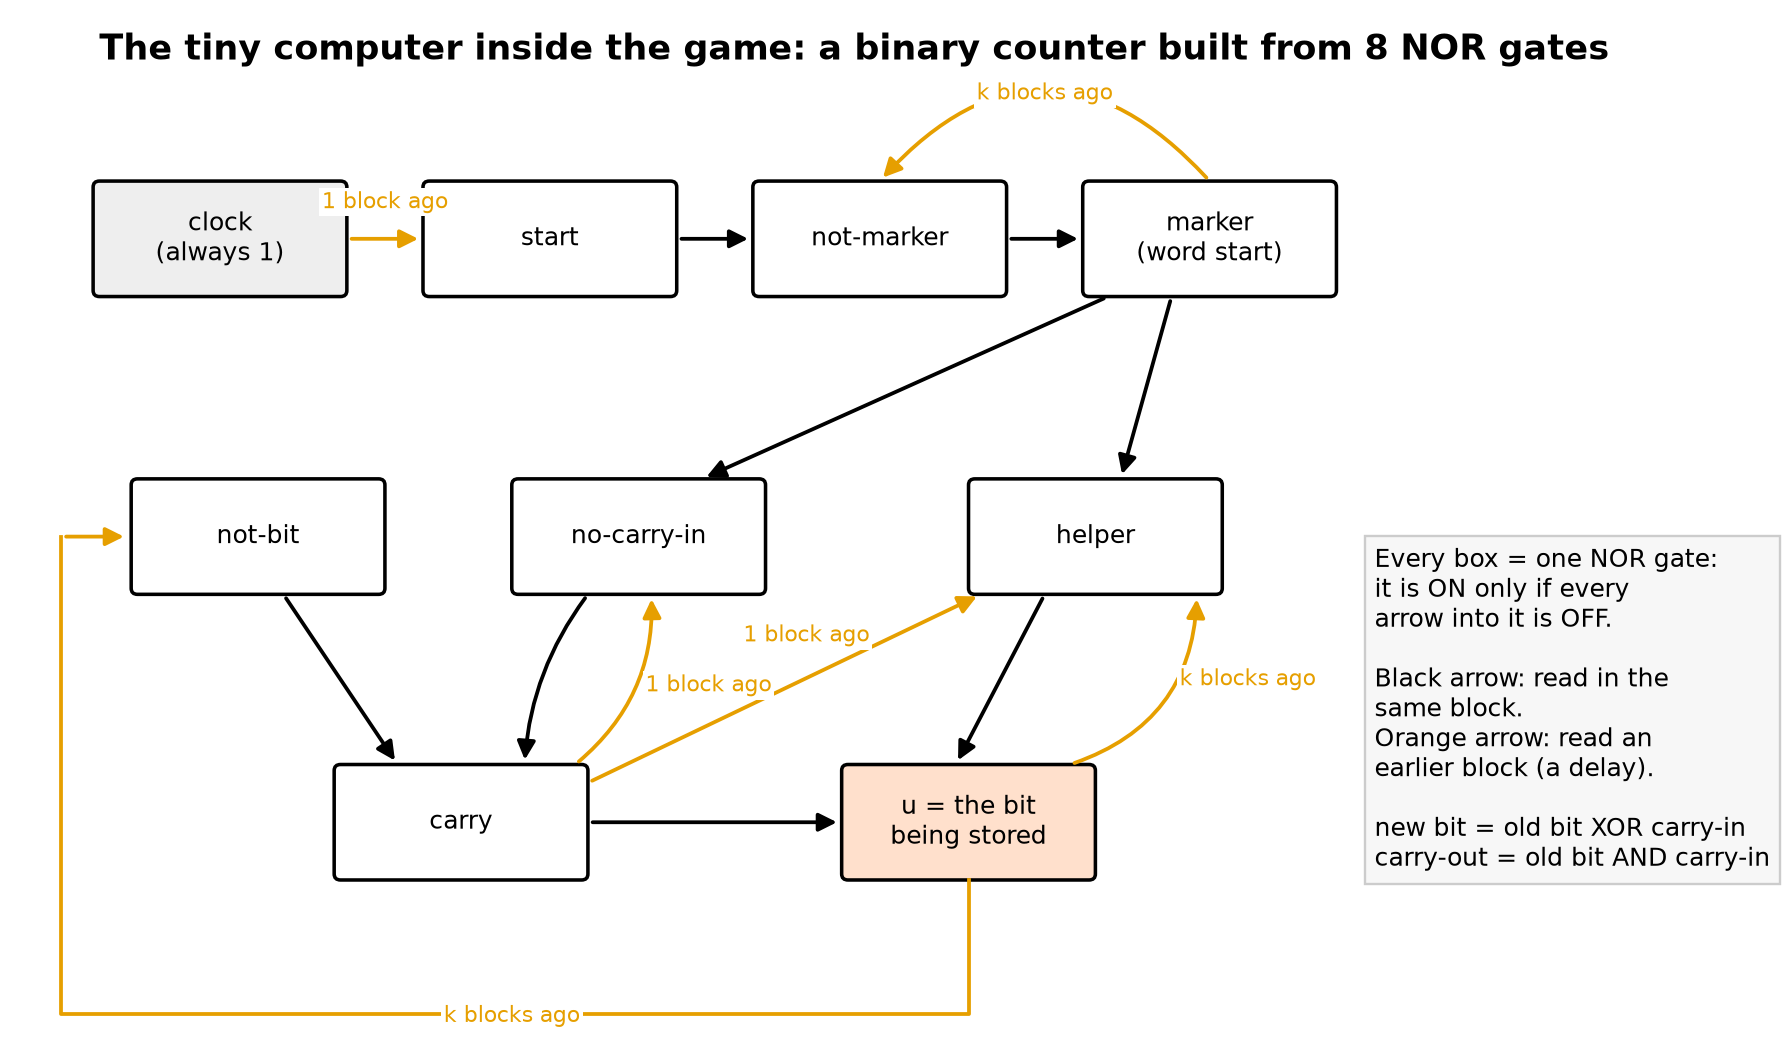 The tiny computer inside the game: a binary counter built from 8 NOR gates
k blocks ago
clock
(always 1)
1 block ago
start
not-marker
marker
(word start)
not-bit
no-carry-in
helper
1 block ago
1 block ago
k blocks ago
carry
u = the bit
being stored
k blocks ago
Every box = one NOR gate:
it is ON only if every
arrow into it is OFF.
Black arrow: read in the
same block.
Orange arrow: read an
earlier block (a delay).
new bit = old bit XOR carry-in
carry-out = old bit AND carry-in